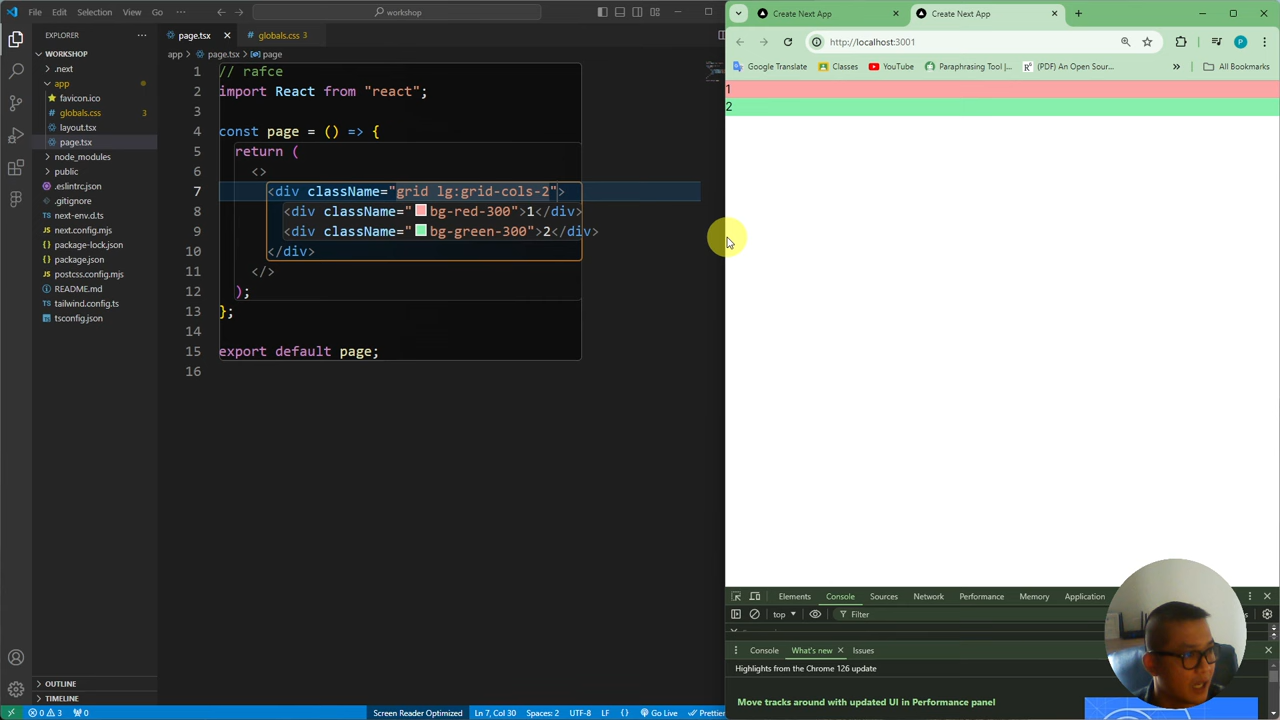 File Edit Selection View Go ··· workshop
EXPLORER ···
WORKSHOP
.next
app
favicon.ico
globals.css 3
layout.tsx
page.tsx
node_modules
public
.eslintrc.json
.gitignore
next-env.d.ts
next.config.mjs
package-lock.json
package.json
postcss.config.mjs
README.md
tailwind.config.ts
tsconfig.json
OUTLINE
TIMELINE
page.tsx globals.css 3
app > page.tsx > page
1 // rafce
2 import React from "react";
3
4 const page = () => {
5 return (
6 <>
7 <div className="grid lg:grid-cols-2">
8 <div className="bg-red-300">1</div>
9 <div className="bg-green-300">2</div>
10 </div>
11 </>
12 );
13 };
14
15 export default page;
16
0 3 0 Screen Reader Optimized Ln 7, Col 30 Spaces: 2 UTF-8 LF {} Go Live Prettier
Create Next App Create Next App
http://localhost:3001 P
Google Translate Classes YouTube Paraphrasing Tool |... (PDF) An Open Sour... » All Bookmarks
1
2
Elements Console Sources Network Performance Memory Application
top Filter
Console What's new Issues
Highlights from the Chrome 126 update
Move tracks around with updated UI in Performance panel